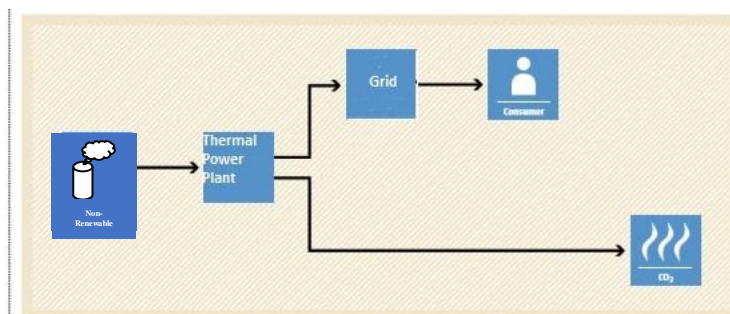 Grid
Consumer
Thermal
Power
Plant
Non-
Renewable
CO₂